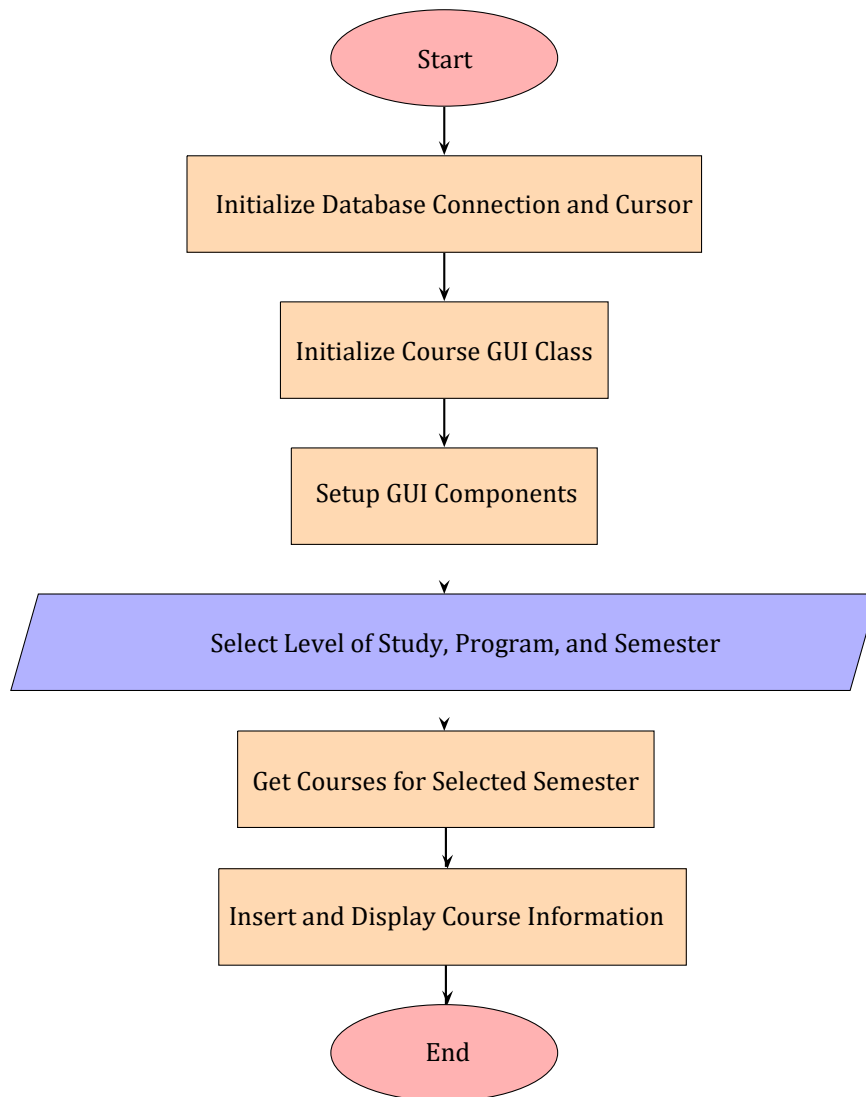 Start
Initialize Database Connection and Cursor
Initialize Course GUI Class
Setup GUI Components
Select Level of Study, Program, and Semester
Get Courses for Selected Semester
Insert and Display Course Information
End